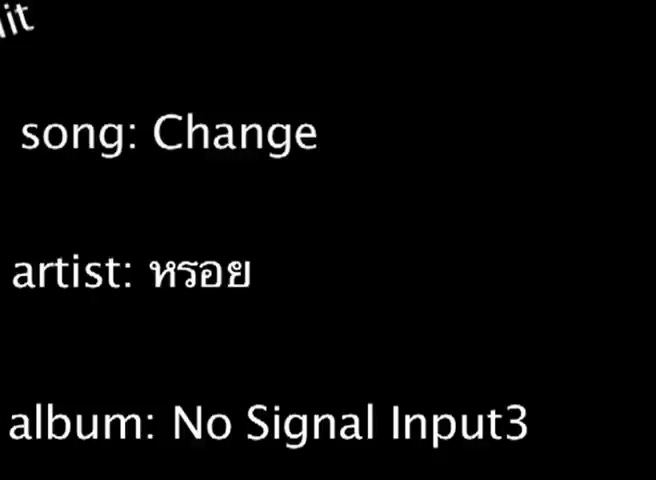 song: Change
artist: หรอย
album: No Signal Input3